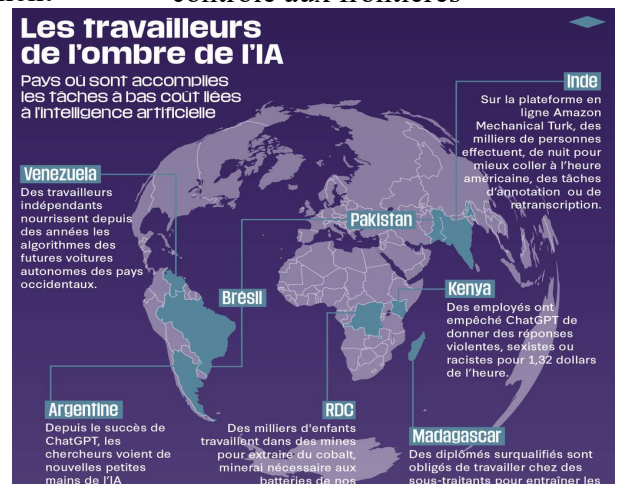 contrôle aux frontières
Les travailleurs
de l'ombre de l'IA
Pays où sont accomplies
les tâches à bas coût liées
à l'intelligence artificielle
Inde
Sur la plateforme en
ligne Amazon
Mechanical Turk, des
milliers de personnes
effectuent, de nuit pour
mieux coller à l'heure
américaine, des tâches
d'annotation ou de
retranscription.
Venezuela
Des travailleurs
indépendants
nourrissent depuis
des années les
algorithmes des
futures voitures
autonomes des pays
occidentaux.
Pakistan
Brésil
Kenya
Des employés ont
empêché ChatGPT de
donner des réponses
violentes, sexistes ou
racistes pour 1,32 dollars
de l'heure.
Argentine
Depuis le succès de
ChatGPT, les
chercheurs voient de
nouvelles petites
mains de l'IA
RDC
Des milliers d'enfants
travaillent dans des mines
pour extraire du cobalt,
minerai nécessaire aux
batteries de nos
Madagascar
Des diplômés surqualifiés sont
obligés de travailler chez des
sous-traitants pour entraîner les